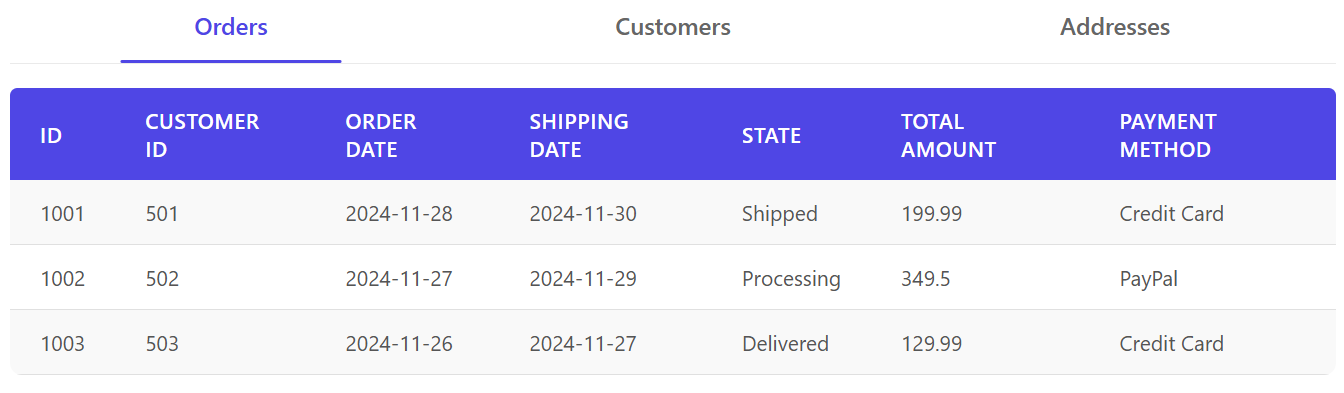 Orders Customers Addresses
ID CUSTOMER ID ORDER DATE SHIPPING DATE STATE TOTAL AMOUNT PAYMENT METHOD
1001 501 2024-11-28 2024-11-30 Shipped 199.99 Credit Card
1002 502 2024-11-27 2024-11-29 Processing 349.5 PayPal
1003 503 2024-11-26 2024-11-27 Delivered 129.99 Credit Card